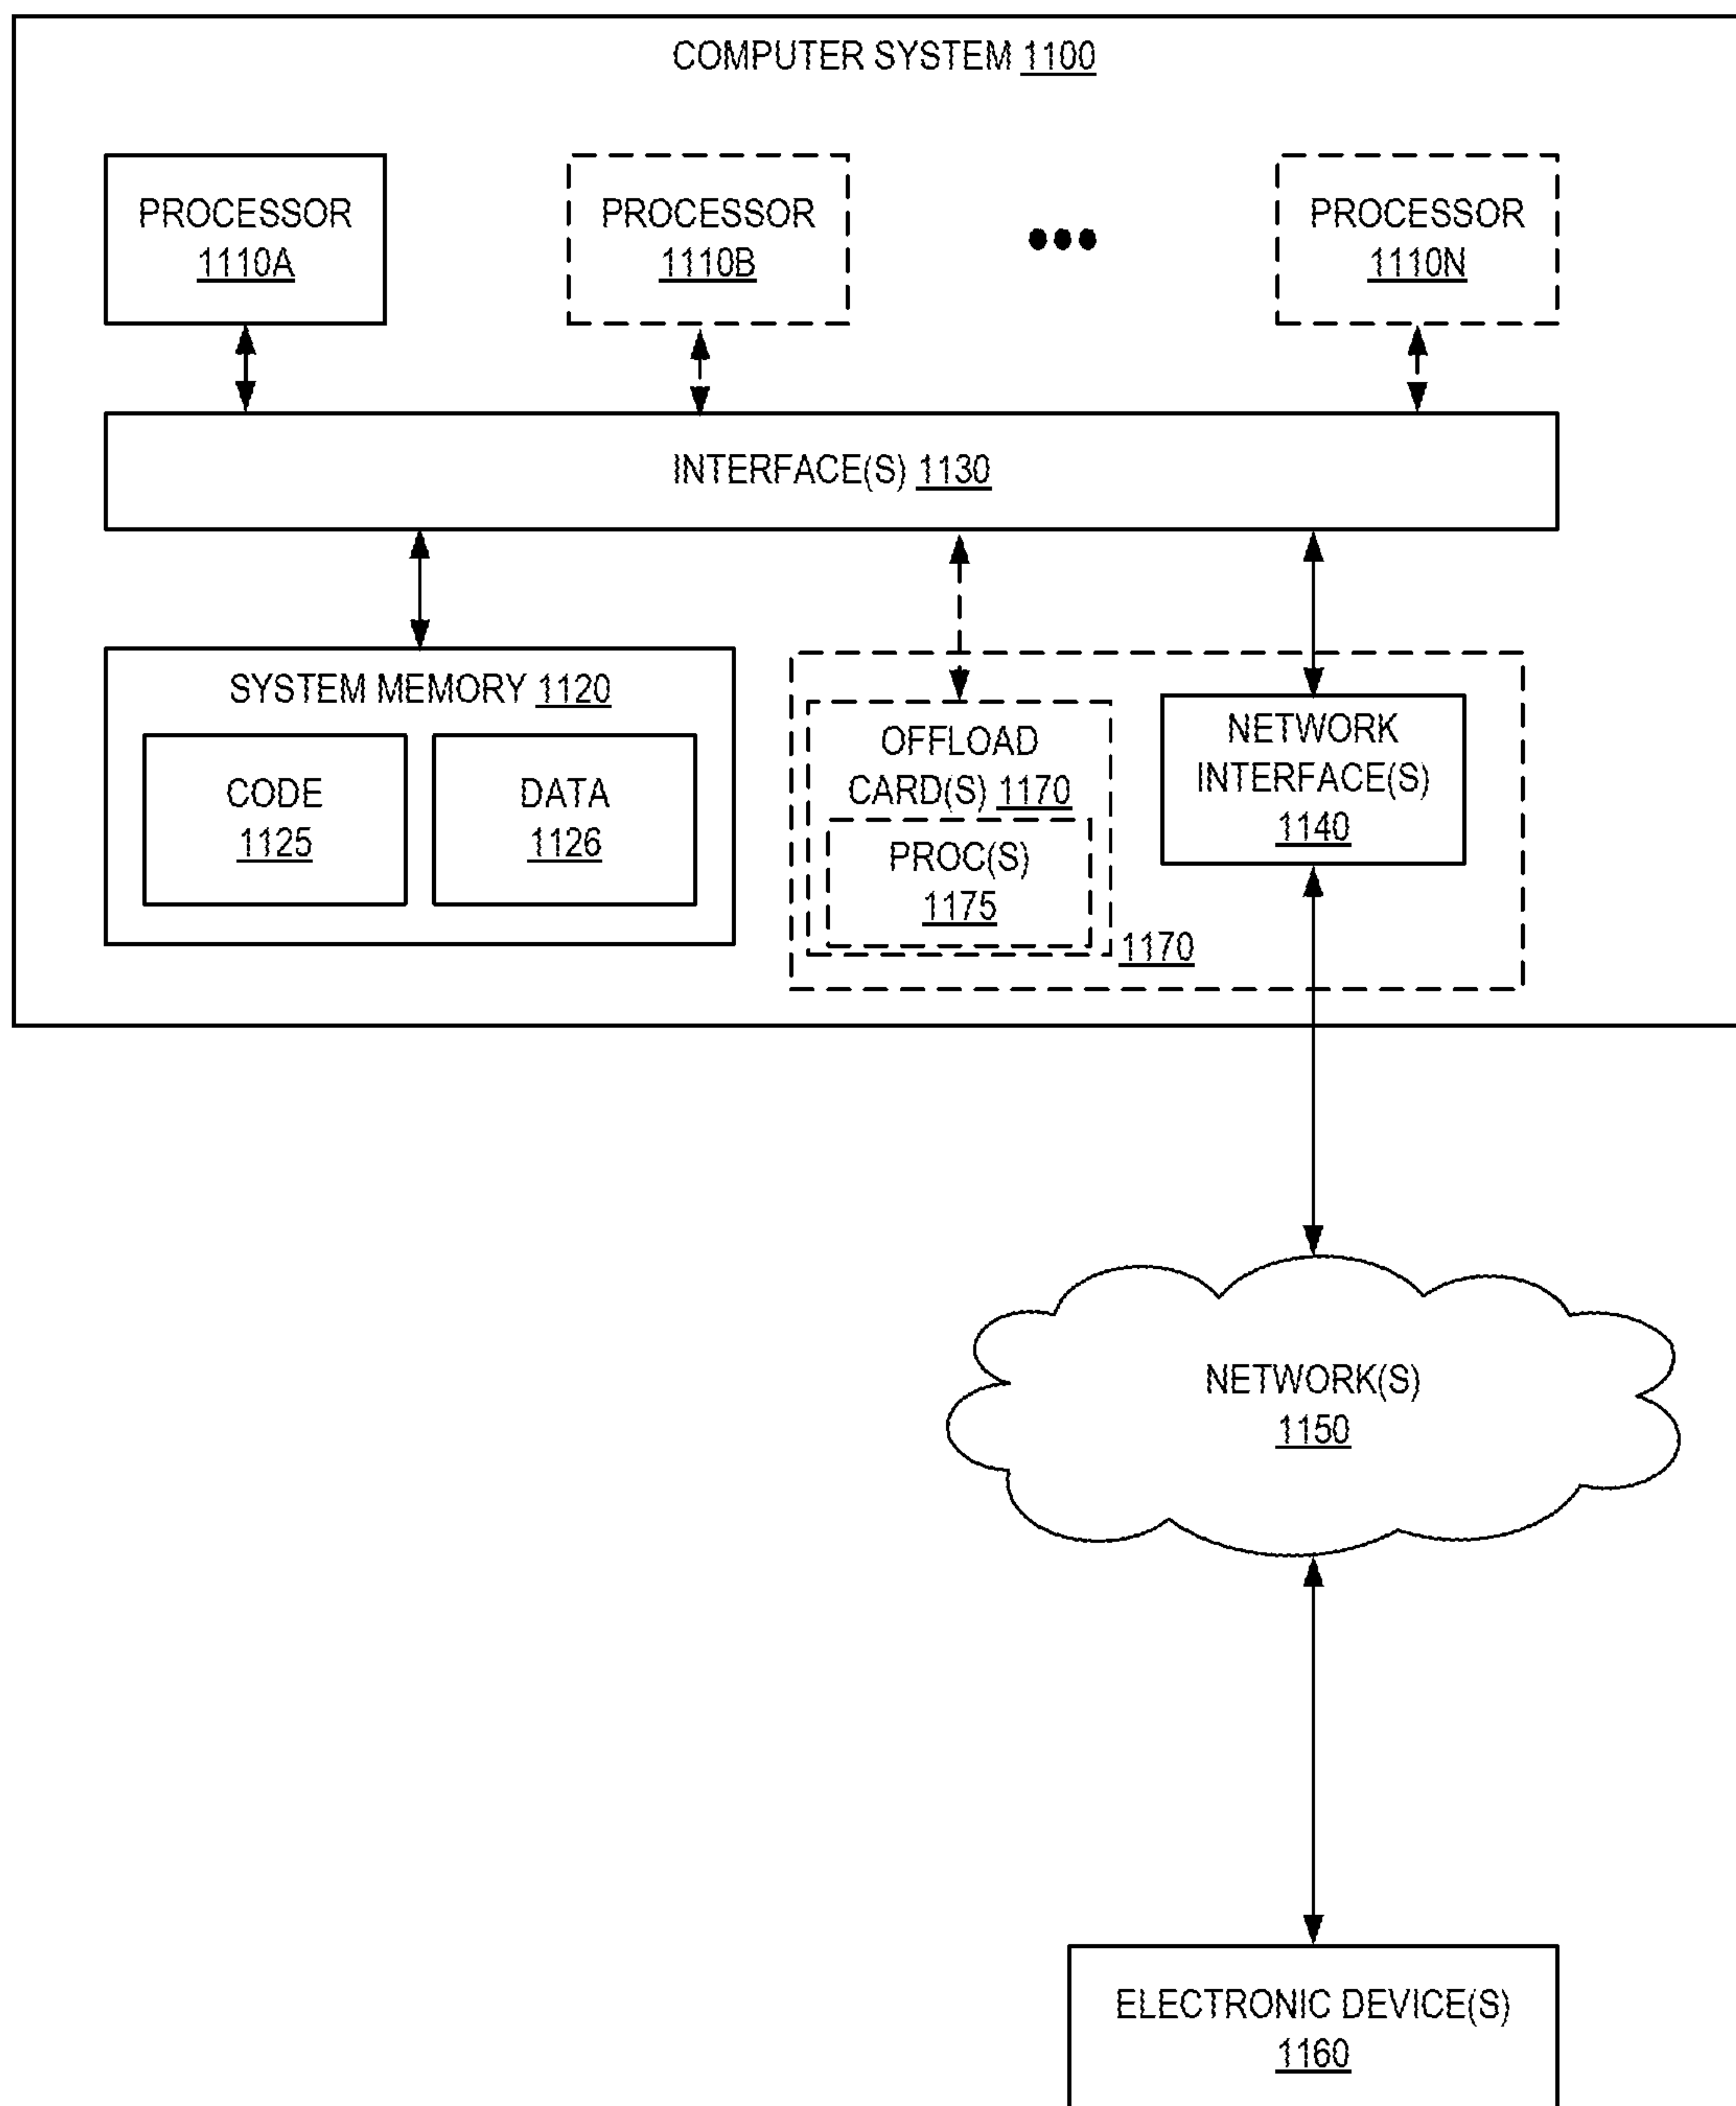 COMPUTER SYSTEM 1100
PROCESSOR
1110A
PROCESSOR
1110B
PROCESSOR
1110N
INTERFACE(S) 1130
SYSTEM MEMORY 1120
CODE
1125
DATA
1126
OFFLOAD
CARD(S) 1170
PROC(S)
1175
1170
NETWORK
INTERFACE(S)
1140
NETWORK(S)
1150
ELECTRONIC DEVICE(S)
1160